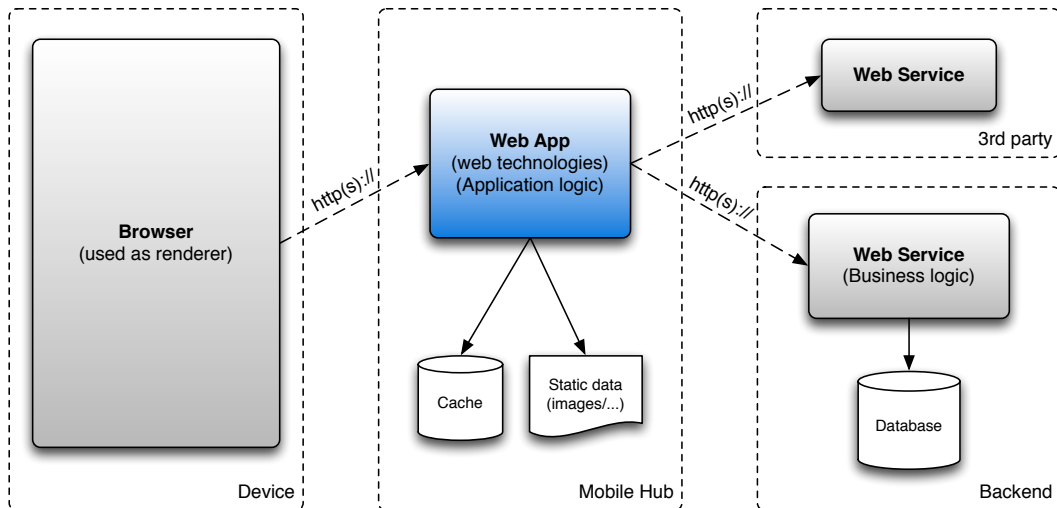 Browser
(used as renderer)
Device
http(s)://
Web App
(web technologies)
(Application logic)
Cache
Static data
(images/...)
Mobile Hub
http(s)://
http(s)://
Web Service
3rd party
Web Service
(Business logic)
Database
Backend